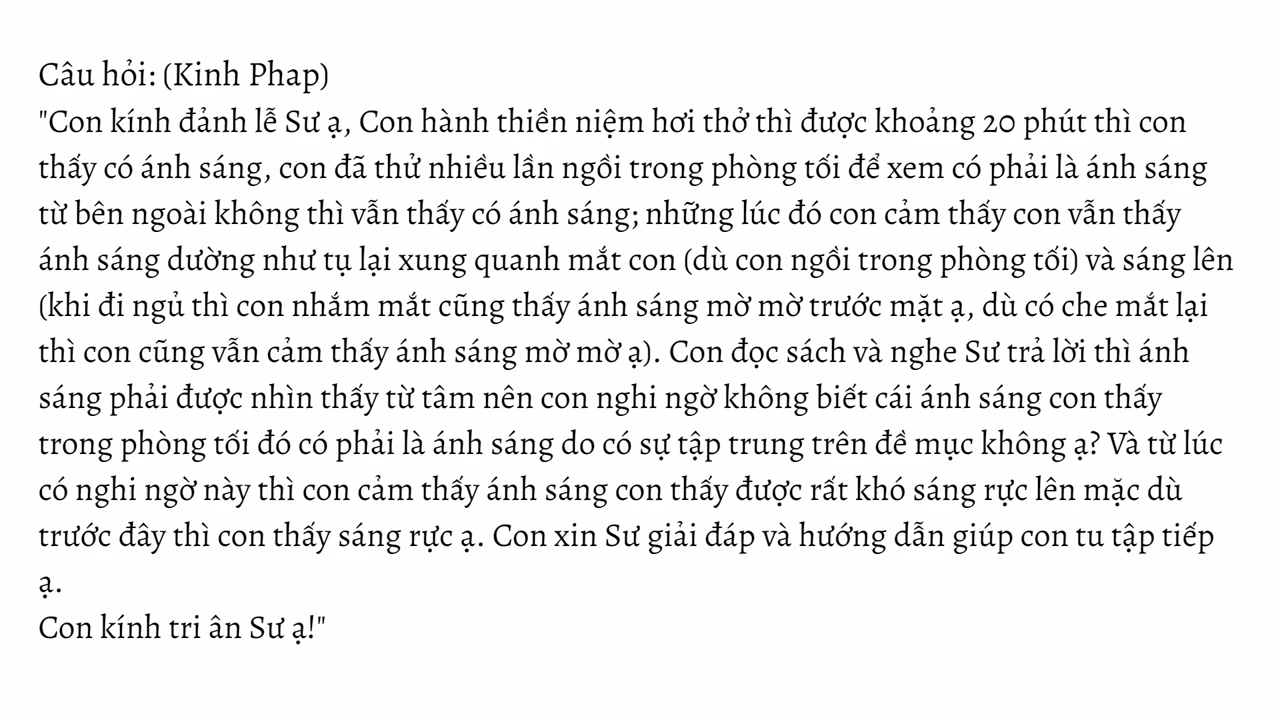 Câu hỏi: (Kinh Phap)
"Con kính đảnh lễ Sư ạ, Con hành thiền niệm hơi thở thì được khoảng 20 phút thì con
thấy có ánh sáng, con đã thử nhiều lần ngồi trong phòng tối để xem có phải là ánh sáng
từ bên ngoài không thì vẫn thấy có ánh sáng; những lúc đó con cảm thấy con vẫn thấy
ánh sáng dường như tụ lại xung quanh mắt con (dù con ngồi trong phòng tối) và sáng lên
(khi đi ngủ thì con nhắm mắt cũng thấy ánh sáng mờ mờ trước mặt ạ, dù có che mắt lại
thì con cũng vẫn cảm thấy ánh sáng mờ mờ ạ). Con đọc sách và nghe Sư trả lời thì ánh
sáng phải được nhìn thấy từ tâm nên con nghi ngờ không biết cái ánh sáng con thấy
trong phòng tối đó có phải là ánh sáng do có sự tập trung trên đề mục không ạ? Và từ lúc
có nghi ngờ này thì con cảm thấy ánh sáng con thấy được rất khó sáng rực lên mặc dù
trước đây thì con thấy sáng rực ạ. Con xin Sư giải đáp và hướng dẫn giúp con tu tập tiếp
ạ.
Con kính tri ân Sư ạ!"